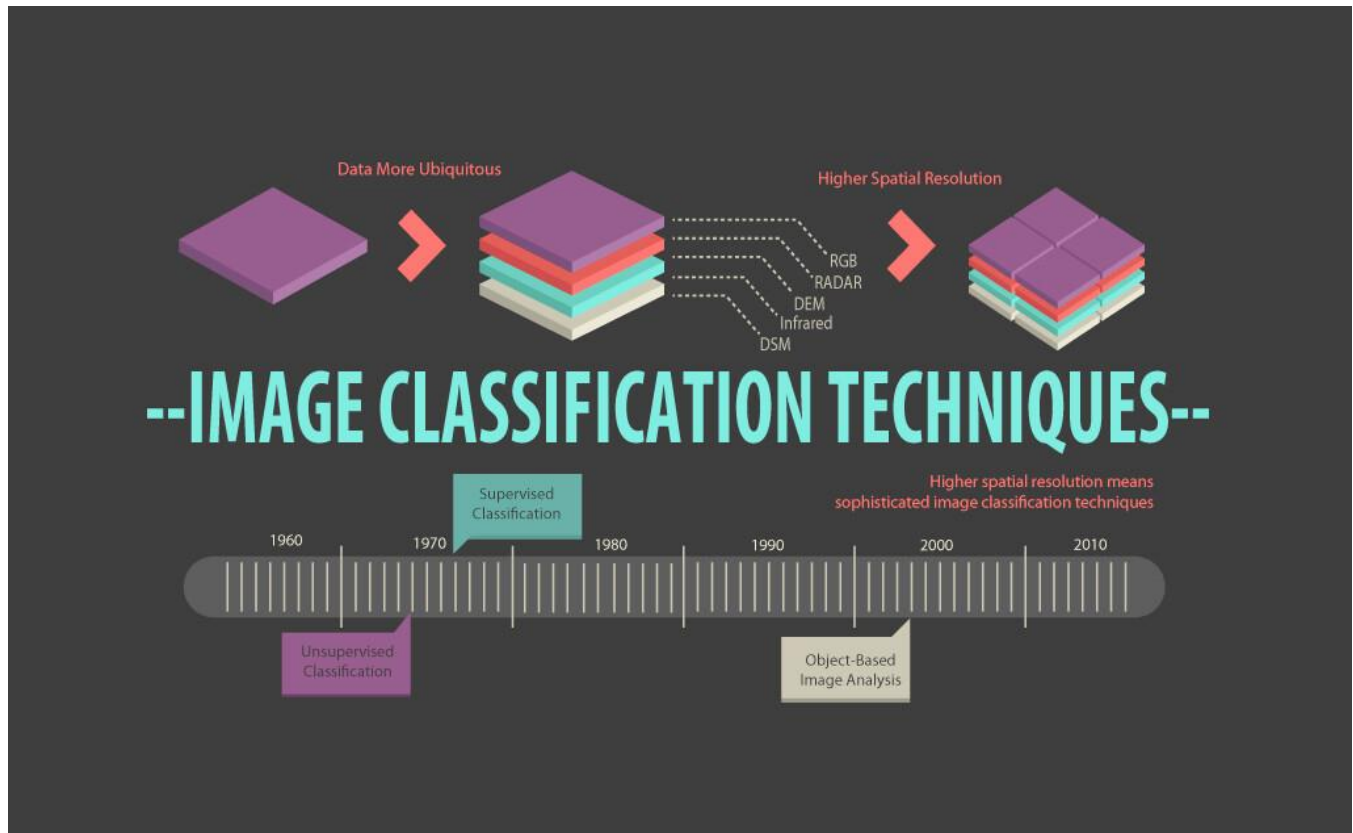 Data More Ubiquitous
Higher Spatial Resolution
RGB
RADAR
DEM
Infrared
DSM
--IMAGE CLASSIFICATION TECHNIQUES--
Higher spatial resolution means
sophisticated image classification techniques
Supervised
Classification
1960
1970
1980
1990
2000
2010
Unsupervised
Classification
Object-Based
Image Analysis